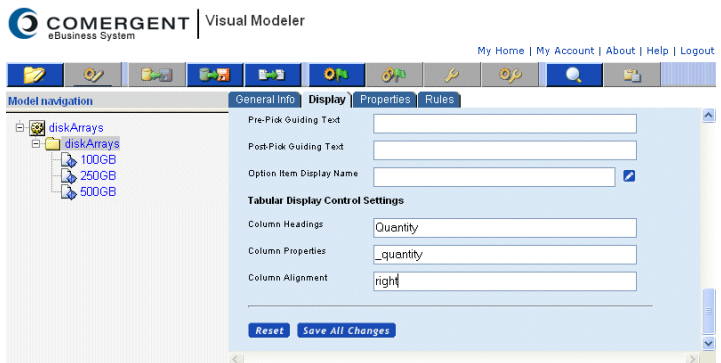 COMERGENT Visual Modeler
eBusiness System
My Home | My Account | About | Help | Logout
Model navigation
General Info Display Properties Rules
diskArrays
diskArrays
100GB
250GB
500GB
Pre-Pick Guiding Text
Post-Pick Guiding Text
Option Item Display Name
Tabular Display Control Settings
Column Headings Quantity
Column Properties _quantity
Column Alignment right
Reset Save All Changes